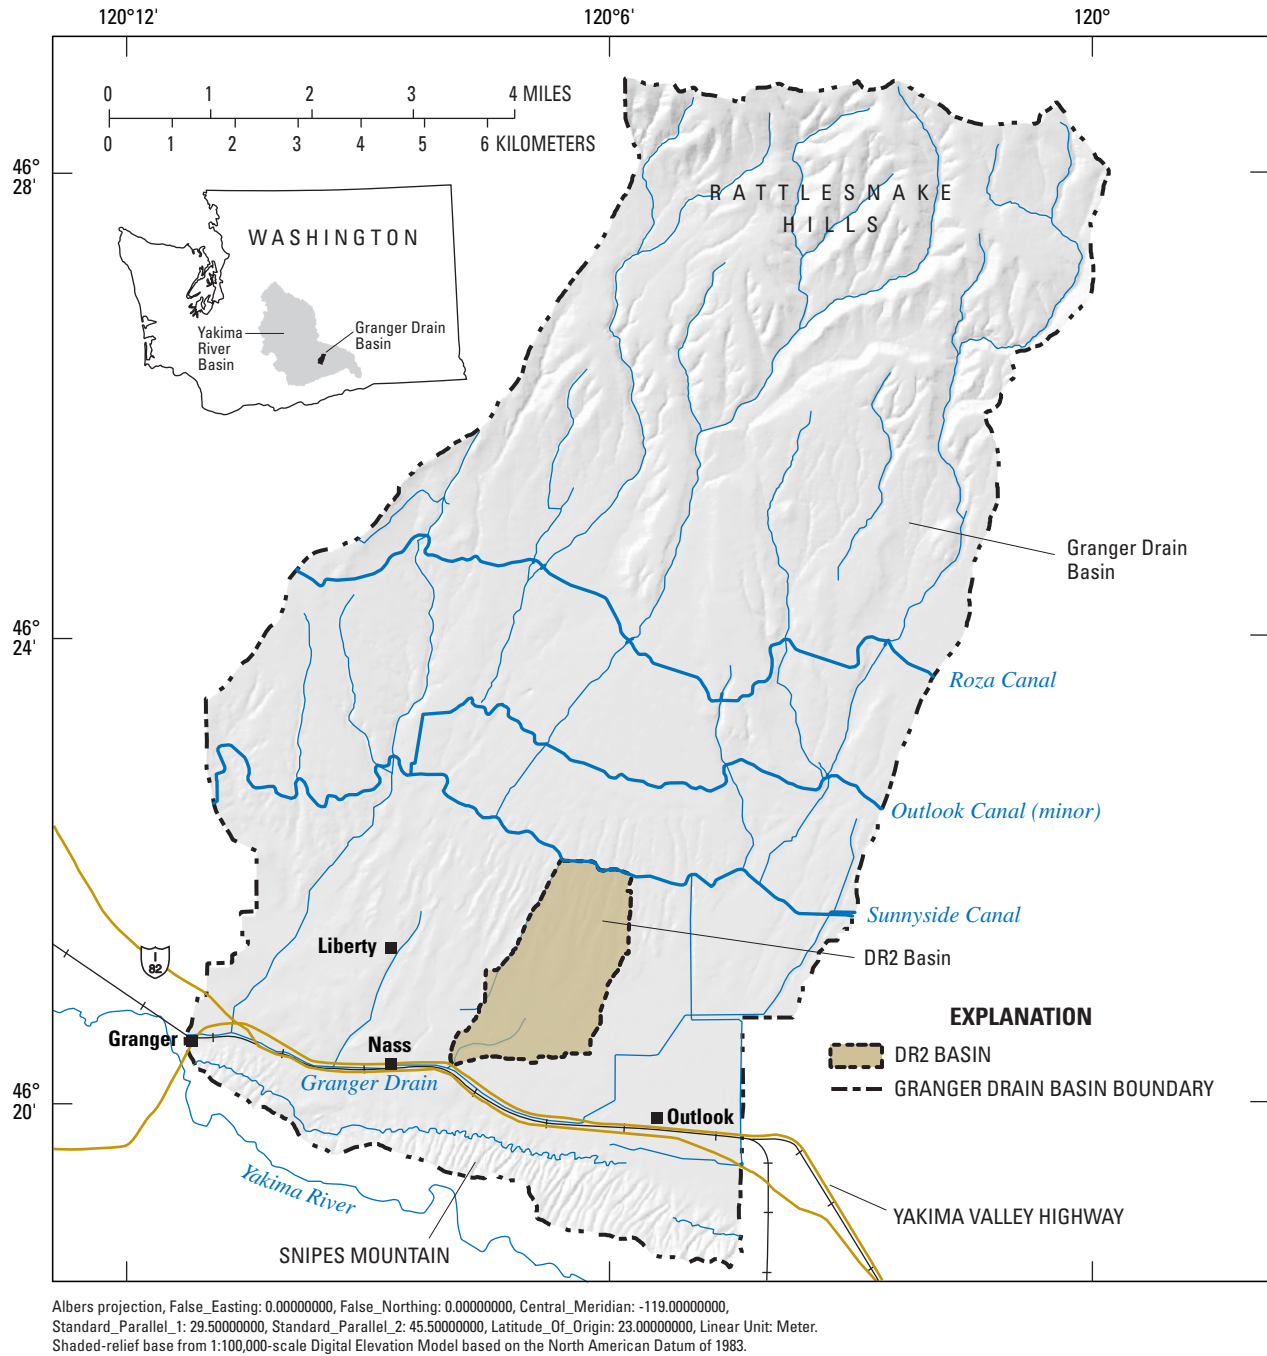 120°12'
120°6'
120°
0 1 2 3 4 MILES
0 1 2 3 4 5 6 KILOMETERS
46°
28'
RATTLESNAKE
HILLS
WASHINGTON
Yakima
River
Basin
Granger Drain
Basin
Granger Drain
Basin
46°
24'
Roza Canal
Outlook Canal (minor)
Sunnyside Canal
Liberty
DR2 Basin
I
82
EXPLANATION
Granger
Nass
DR2 BASIN
Granger Drain
GRANGER DRAIN BASIN BOUNDARY
46°
20'
Outlook
Yakima River
YAKIMA VALLEY HIGHWAY
SNIPES MOUNTAIN
Albers projection, False_Easting: 0.00000000, False_Northing: 0.00000000, Central_Meridian: -119.00000000,
Standard_Parallel_1: 29.50000000, Standard_Parallel_2: 45.50000000, Latitude_Of_Origin: 23.00000000, Linear Unit: Meter.
Shaded-relief base from 1:100,000-scale Digital Elevation Model based on the North American Datum of 1983.